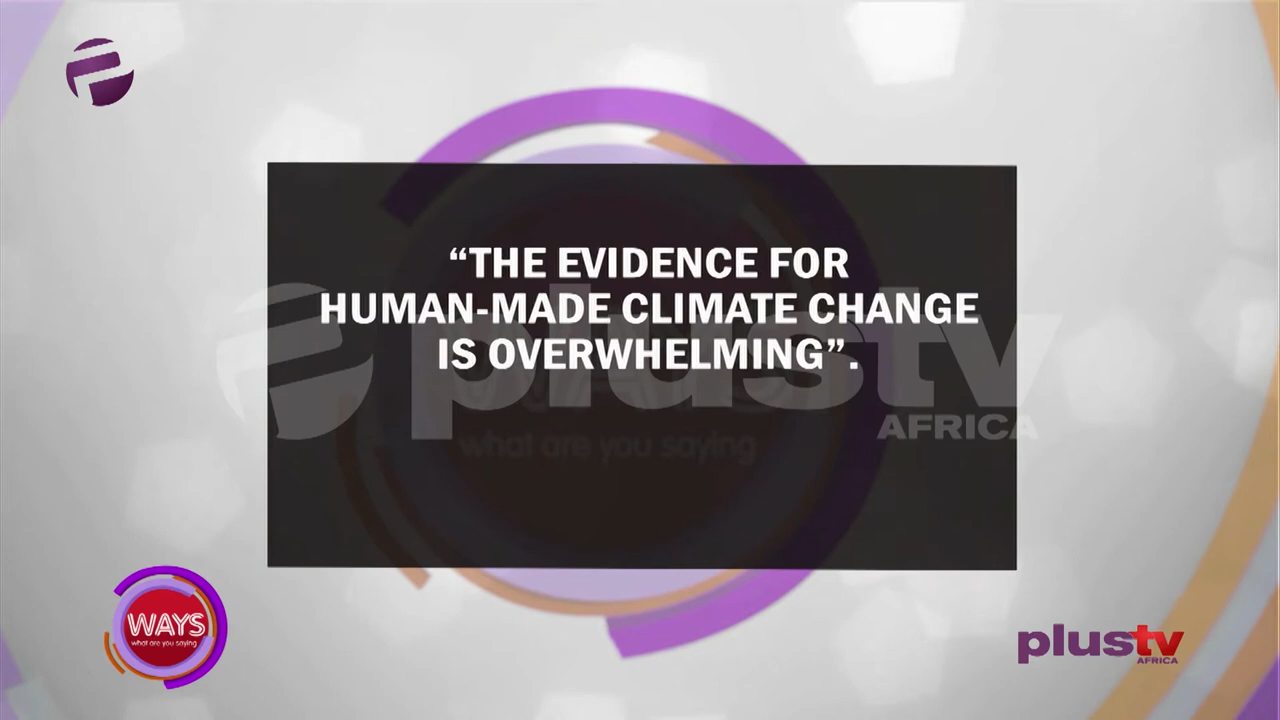 “THE EVIDENCE FOR
HUMAN-MADE CLIMATE CHANGE
IS OVERWHELMING”.
plustv
AFRICA
what are you saying
WAYS
what are you saying
plustv
AFRICA